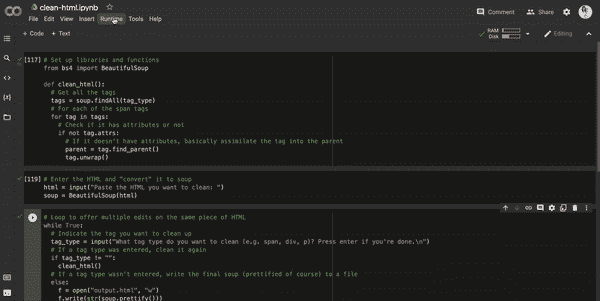 clean-html.ipynb
Comment
Share
File Edit View Insert Runtime Tools Help
+ Code + Text
RAM
Disk
Editing
[117] # Set up libraries and functions
from bs4 import BeautifulSoup
def clean_html():
# Get all the tags
tags = soup.findAll(tag_type)
# For each of the span tags
for tag in tags:
# Check if it has attributes or not
if not tag.attrs:
# If it doesn't have attributes, basically assimilate the tag into the parent
parent = tag.find_parent()
tag.unwrap()
[119] # Enter the HTML and "convert" it to soup
html = input("Paste the HTML you want to clean: ")
soup = BeautifulSoup(html)
# Loop to offer multiple edits on the same piece of HTML
while True:
# Indicate the tag you want to clean up
tag_type = input("What tag type do you want to clean (e.g. span, div, p)? Press enter if you're done.\n")
# If a tag type was entered, clean it again
if tag_type != "":
clean_html()
# If a tag type wasn't entered, write the final soup (prettified of course) to a file
else:
f = open("output.html", "w")
f.write(str(soup.prettify()))